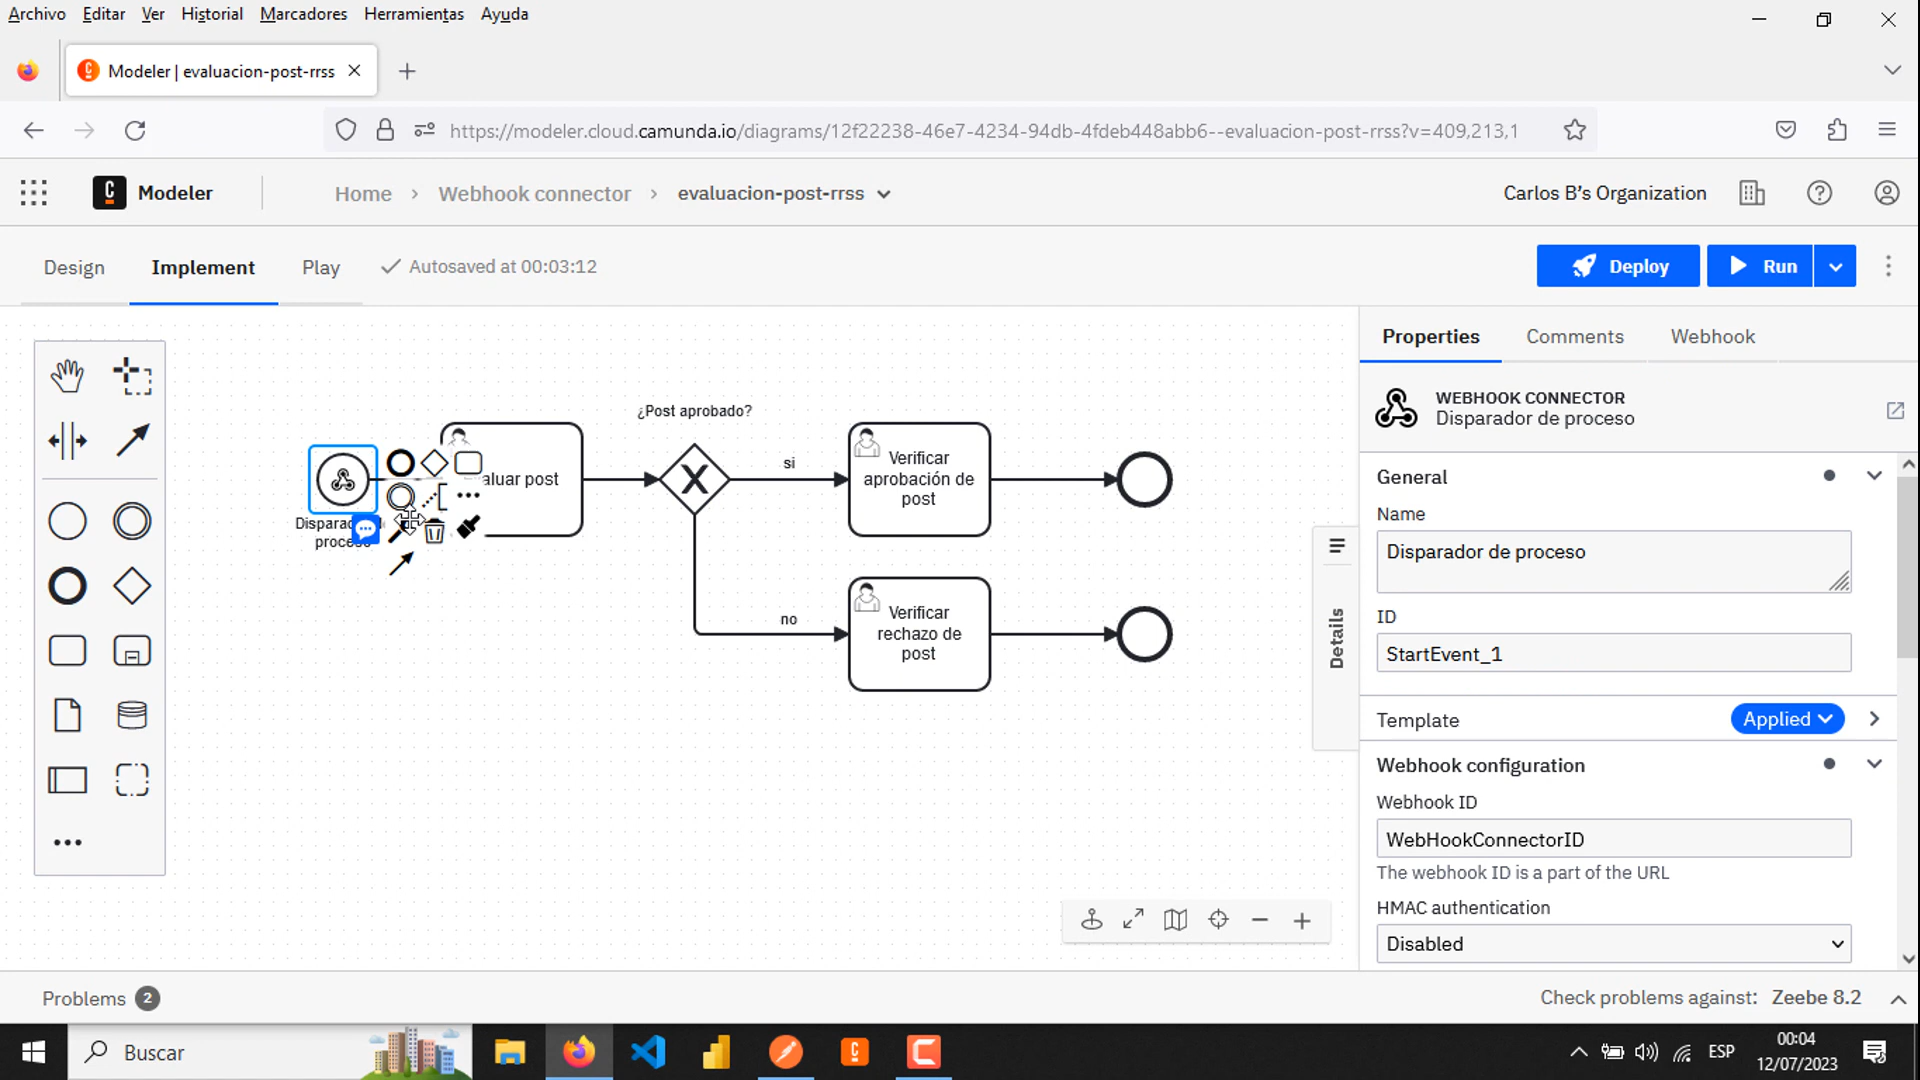 Archivo Editar Ver Historial Marcadores Herramientas Ayuda
Modeler | evaluacion-post-rrss
https://modeler.cloud.camunda.io/diagrams/12f22238-46e7-4234-94db-4fdeb448abb6--evaluacion-post-rrss?v=409,213,1
Modeler
Home › Webhook connector › evaluacion-post-rrss
Carlos B's Organization
Design Implement Play Autosaved at 00:03:12
Deploy Run
Properties Comments Webhook
WEBHOOK CONNECTOR
Disparador de proceso
General
Name
Disparador de proceso
ID
StartEvent_1
Template Applied
Webhook configuration
Webhook ID
WebHookConnectorID
The webhook ID is a part of the URL
HMAC authentication
Disabled
Details
¿Post aprobado?
aluar post
si
Verificar
aprobación de
post
no
Verificar
rechazo de
post
Problems 2
Check problems against: Zeebe 8.2
Buscar
ESP
00:04
12/07/2023